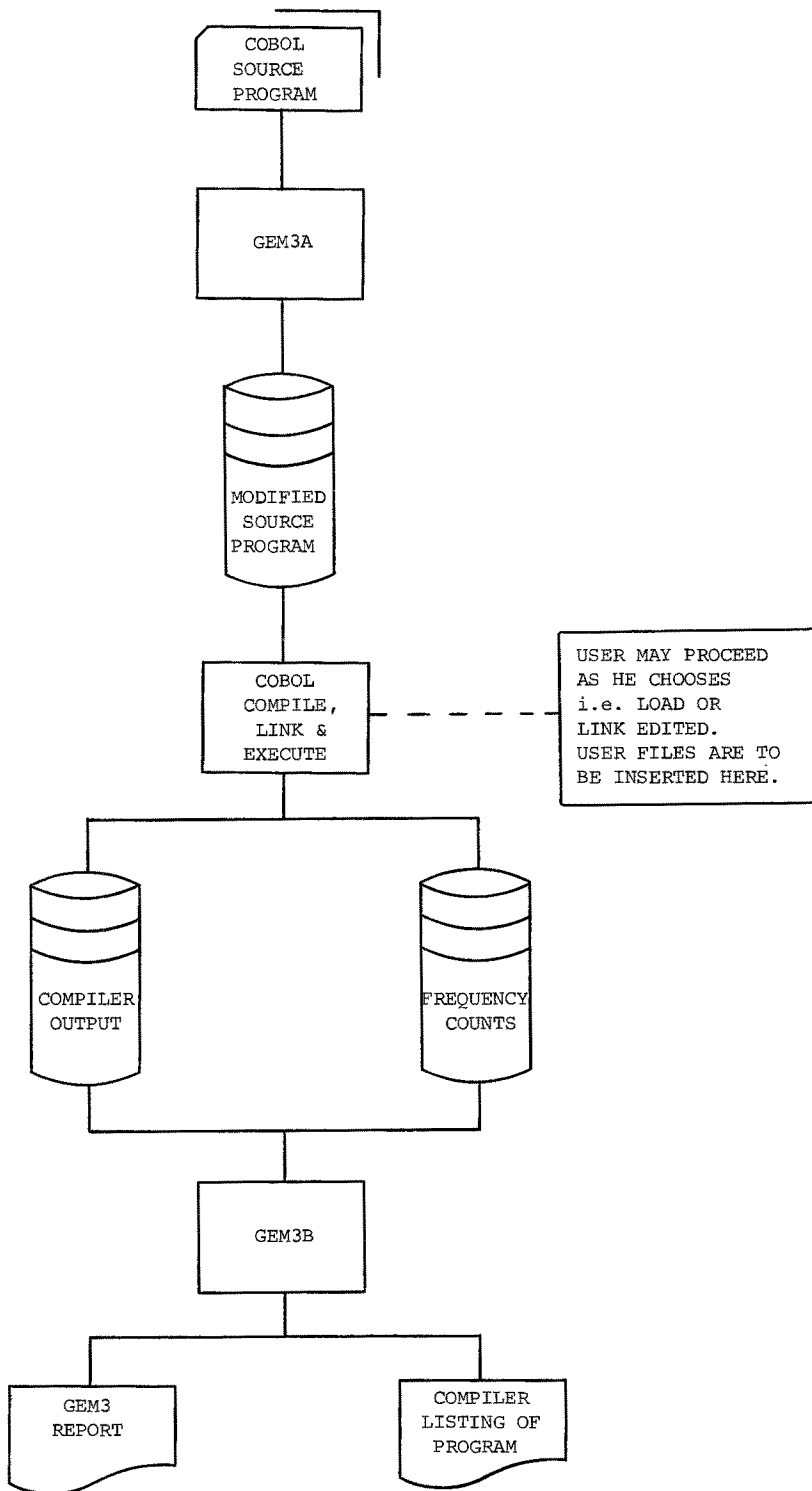 COBOL
SOURCE
PROGRAM
GEM3A
MODIFIED
SOURCE
PROGRAM
COBOL
COMPILE,
LINK &
EXECUTE
USER MAY PROCEED
AS HE CHOOSES
i.e. LOAD OR
LINK EDITED.
USER FILES ARE TO
BE INSERTED HERE.
COMPILER
OUTPUT
FREQUENCY
COUNTS
GEM3B
GEM3
REPORT
COMPILER
LISTING OF
PROGRAM